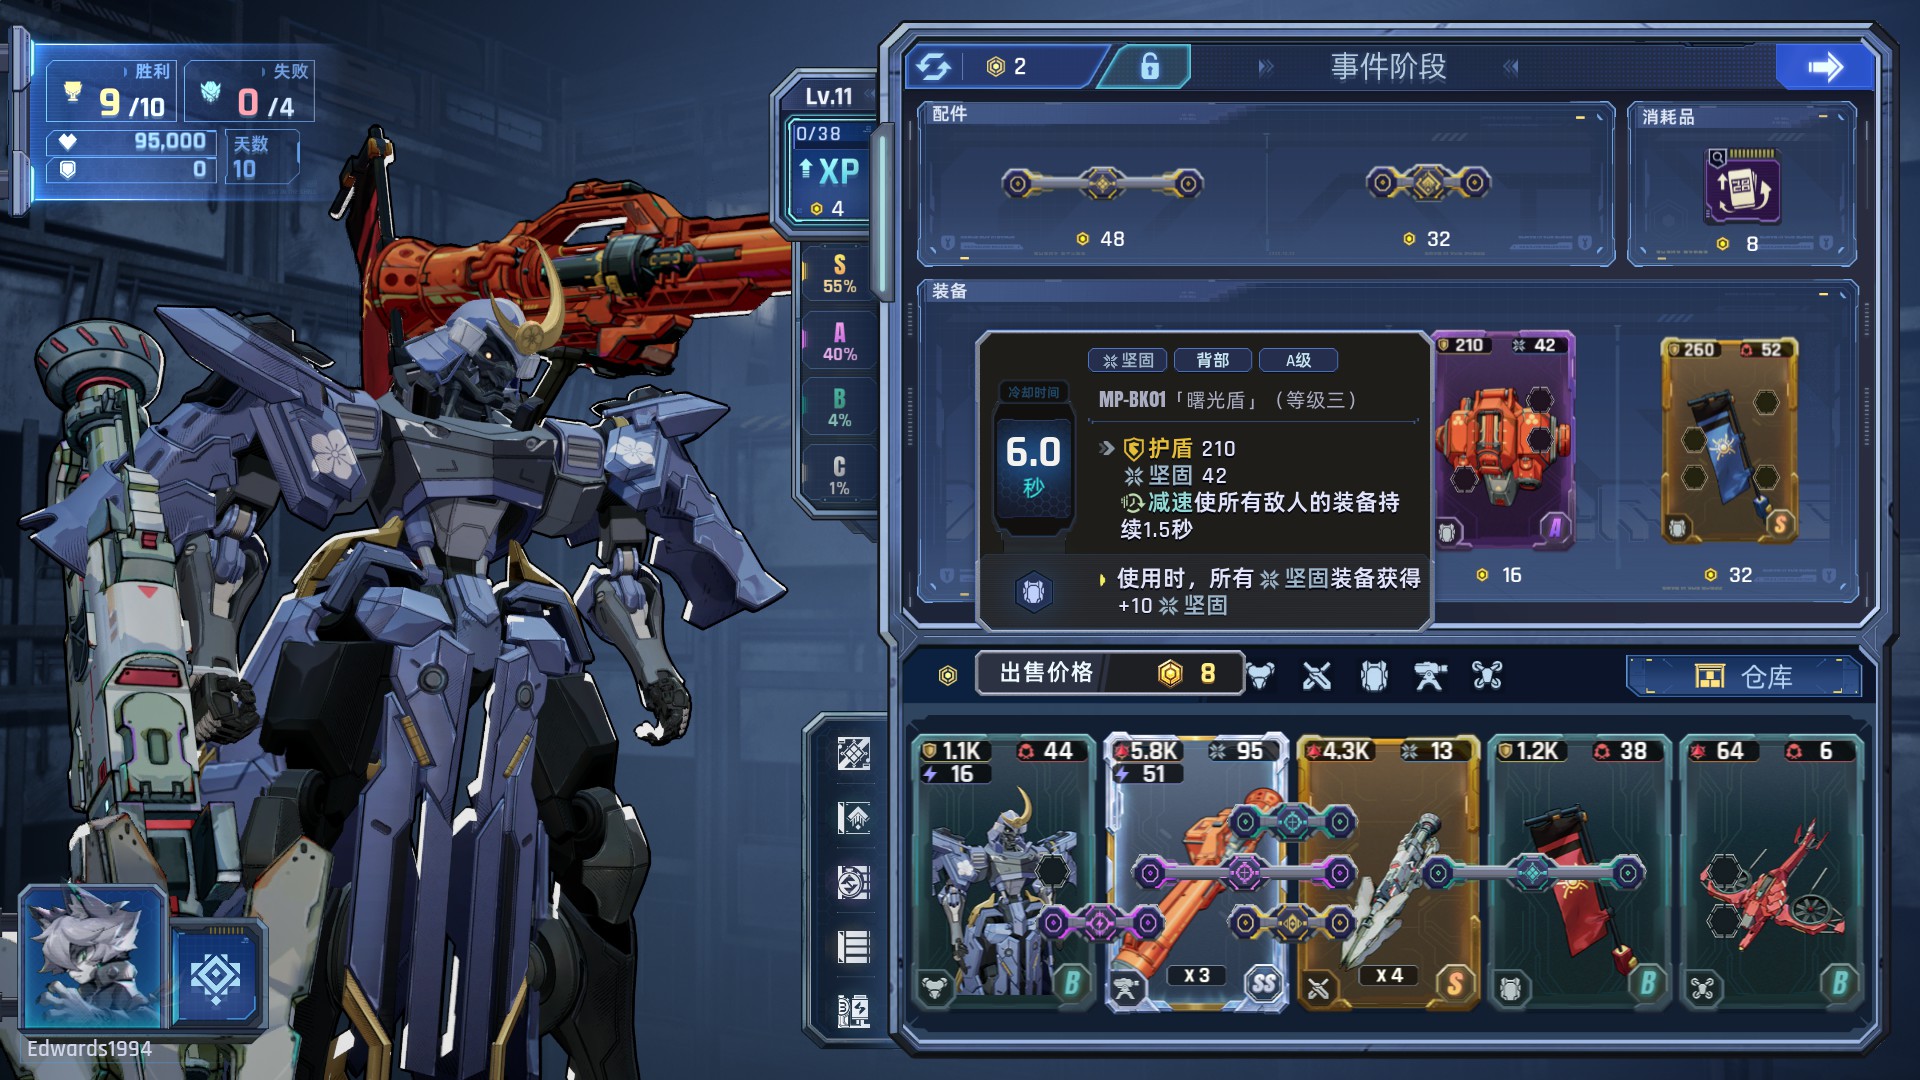 胜利
9/10
失败
0/4
95,000
0
天数
10
Lv.11
0/38
XP
4
S
55%
A
40%
B
4%
C
1%
2
事件阶段
配件
48
32
消耗品
8
装备
坚固
背部
A级
冷却时间
6.0
秒
MP-BK01「曙光盾」（等级三）
护盾 210
坚固 42
减速使所有敌人的装备持
续1.5秒
使用时，所有坚固装备获得
+10 坚固
210
42
A
16
260
52
S
32
出售价格
8
仓库
1.1K
44
16
B
5.8K
95
51
x3
SS
4.3K
13
x4
S
1.2K
38
B
64
6
B
Edwards1994